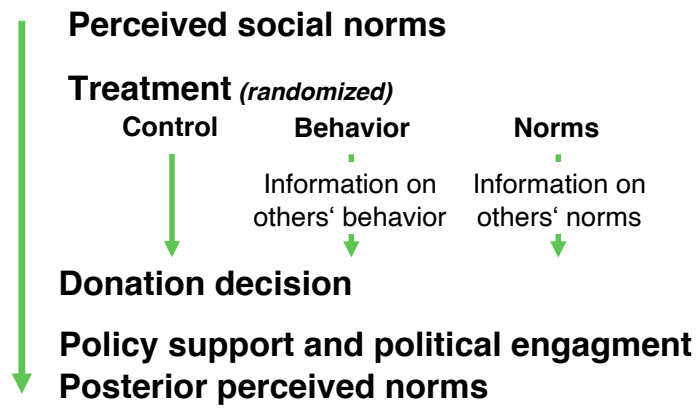 Perceived social norms
Treatment (randomized)
Control Behavior Norms
Information on Information on
others‘ behavior others‘ norms
Donation decision
Policy support and political engagment
Posterior perceived norms